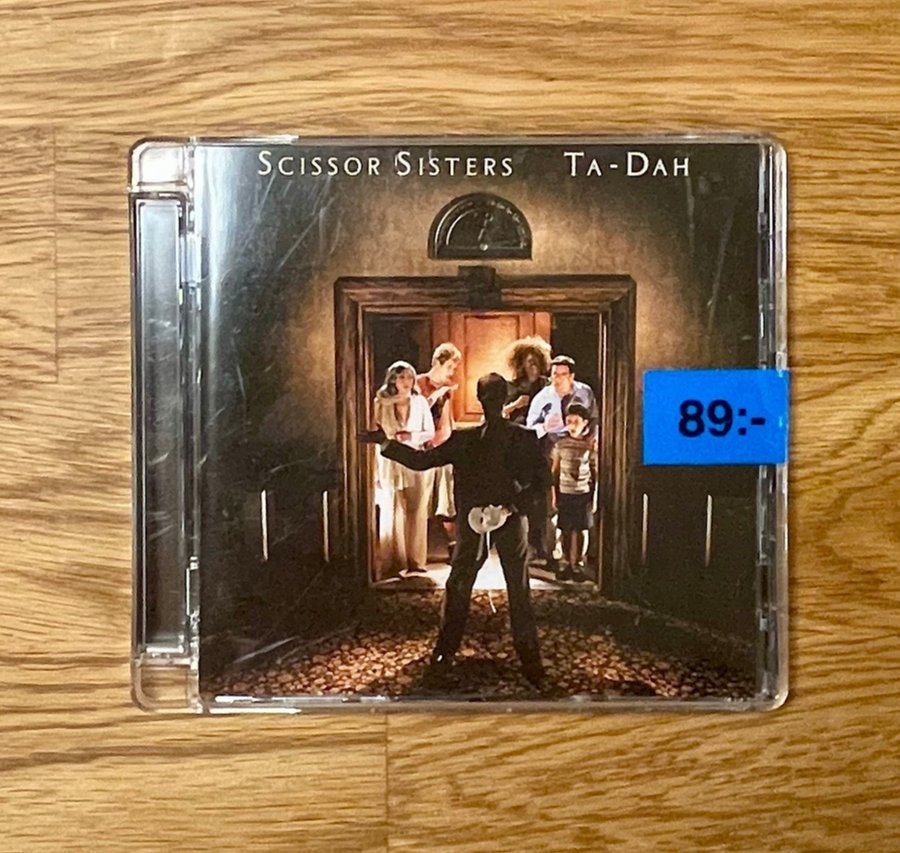 SCISSOR SISTERS TA-DAH
89:-